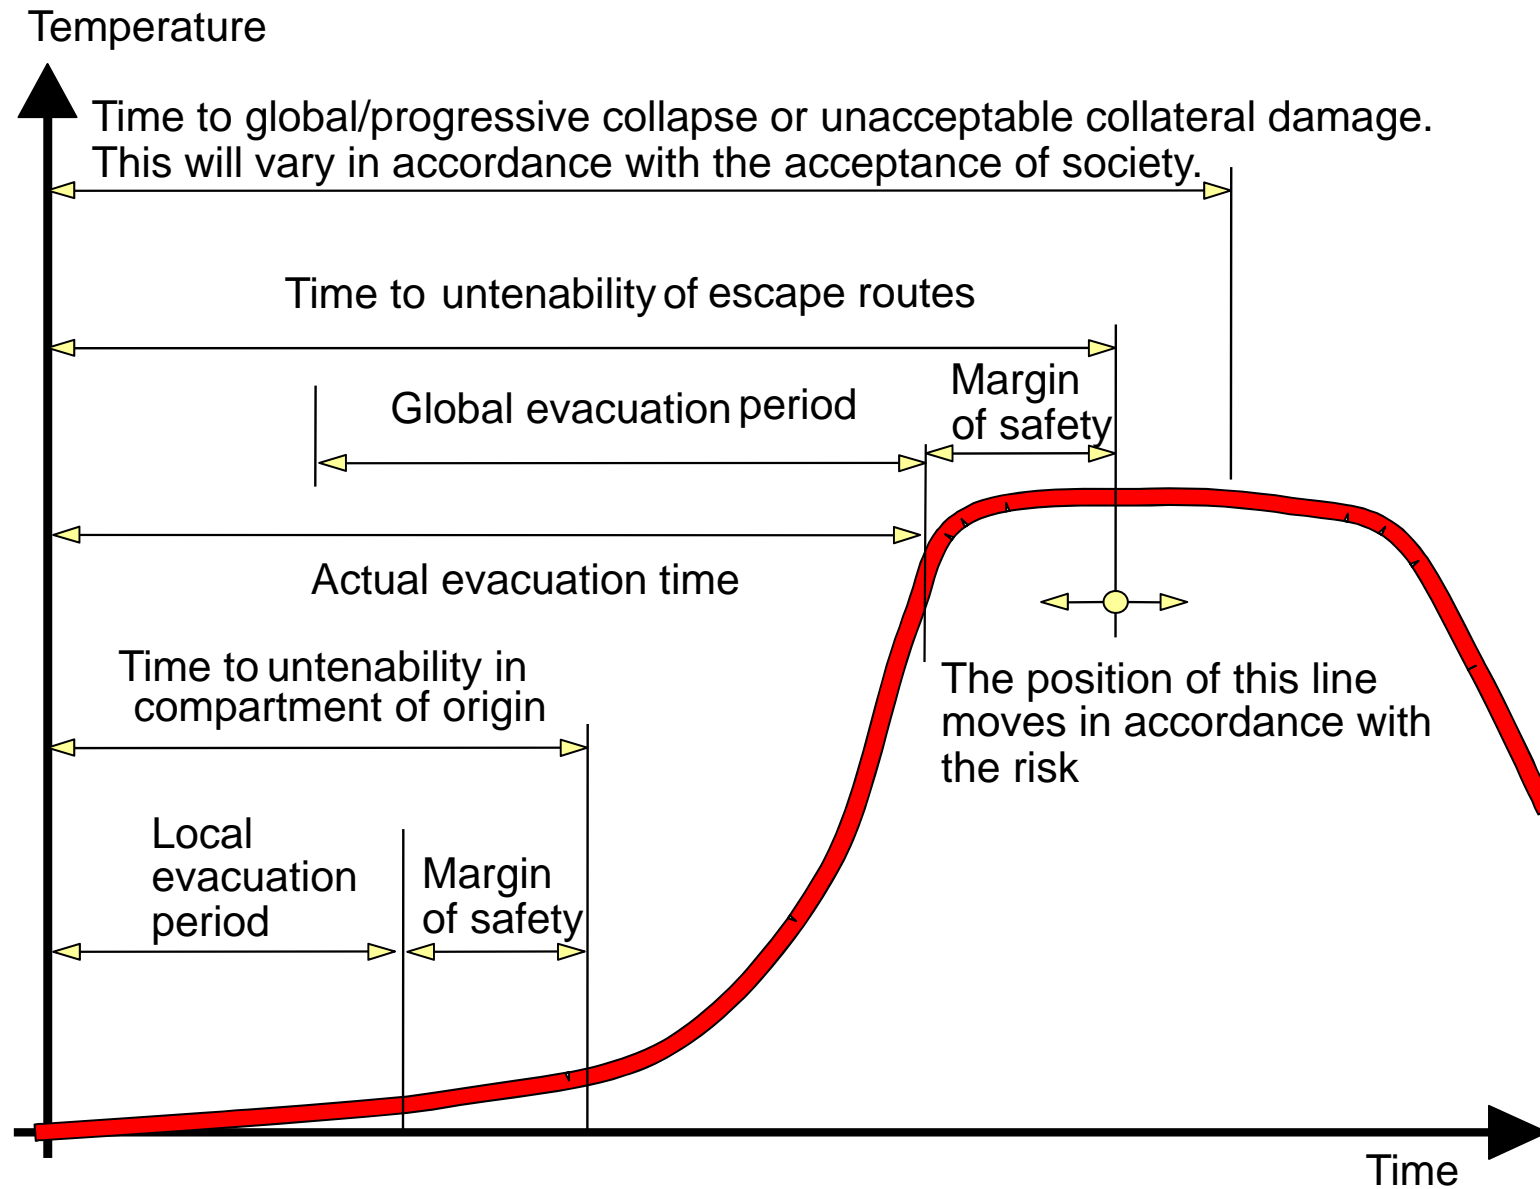 Temperature
Time to global/progressive collapse or unacceptable collateral damage.
This will vary in accordance with the acceptance of society.
Time to untenability of escape routes
Margin
of safety
Global evacuation period
Actual evacuation time
Time to untenability in
compartment of origin
The position of this line
moves in accordance with
the risk
Local
evacuation
period
Margin
of safety
Time